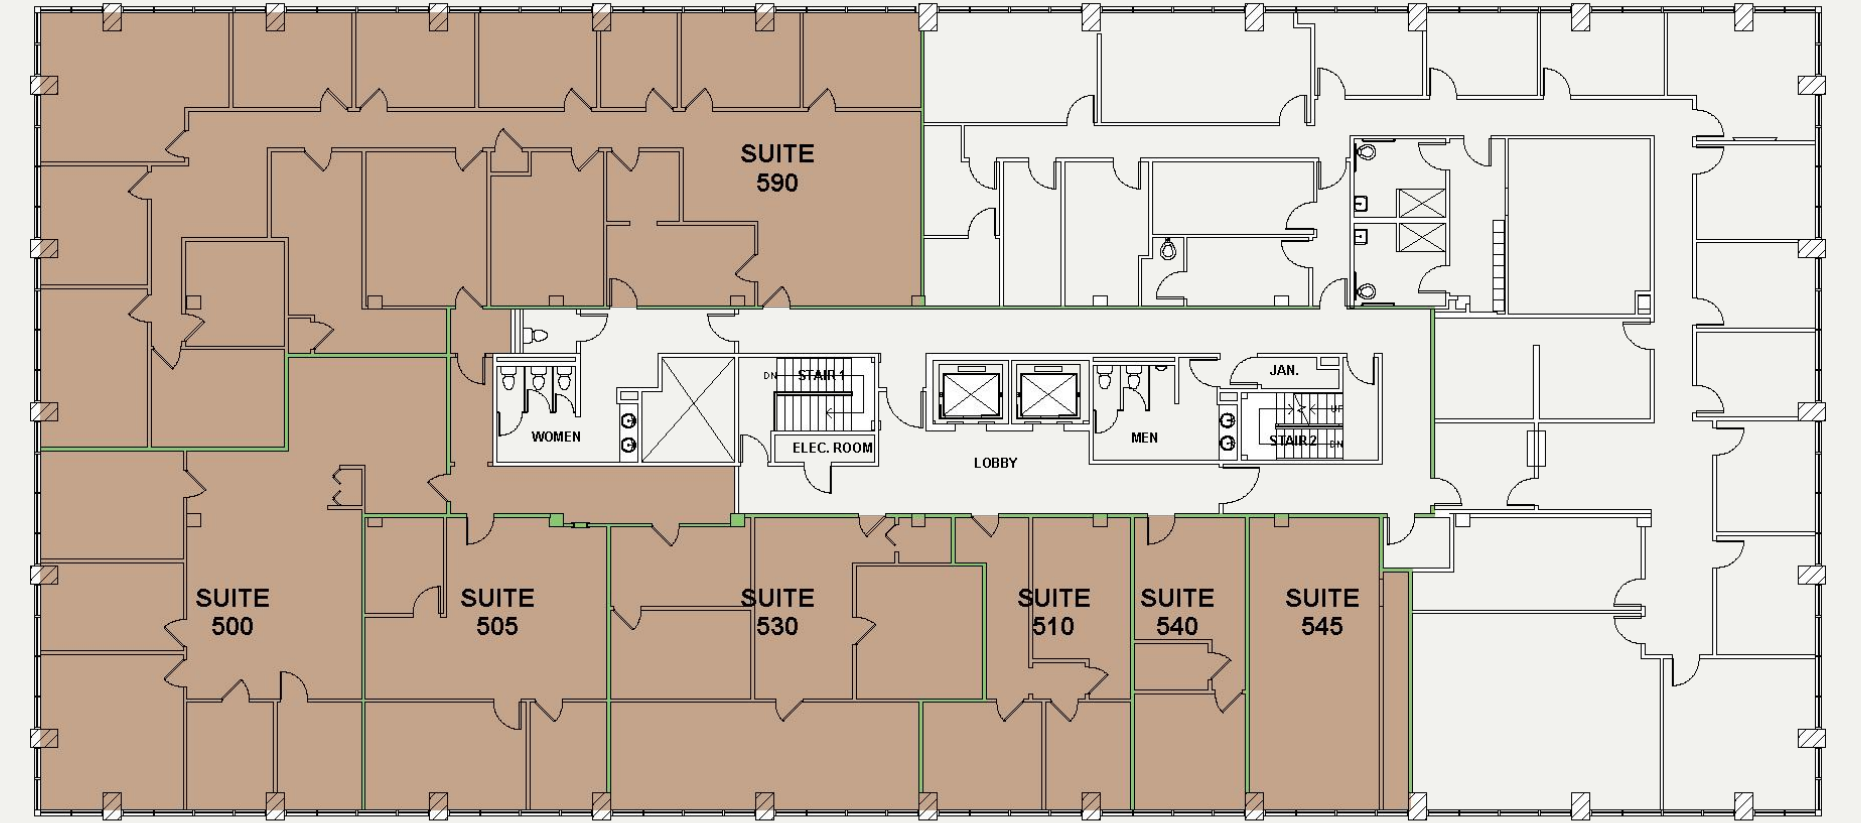 SUITE
590
DN
STAIR 1
JAN.
UP
WOMEN
ELEC. ROOM
MEN
STAIR 2
DN
LOBBY
SUITE
500
SUITE
505
SUITE
530
SUITE
510
SUITE
540
SUITE
545